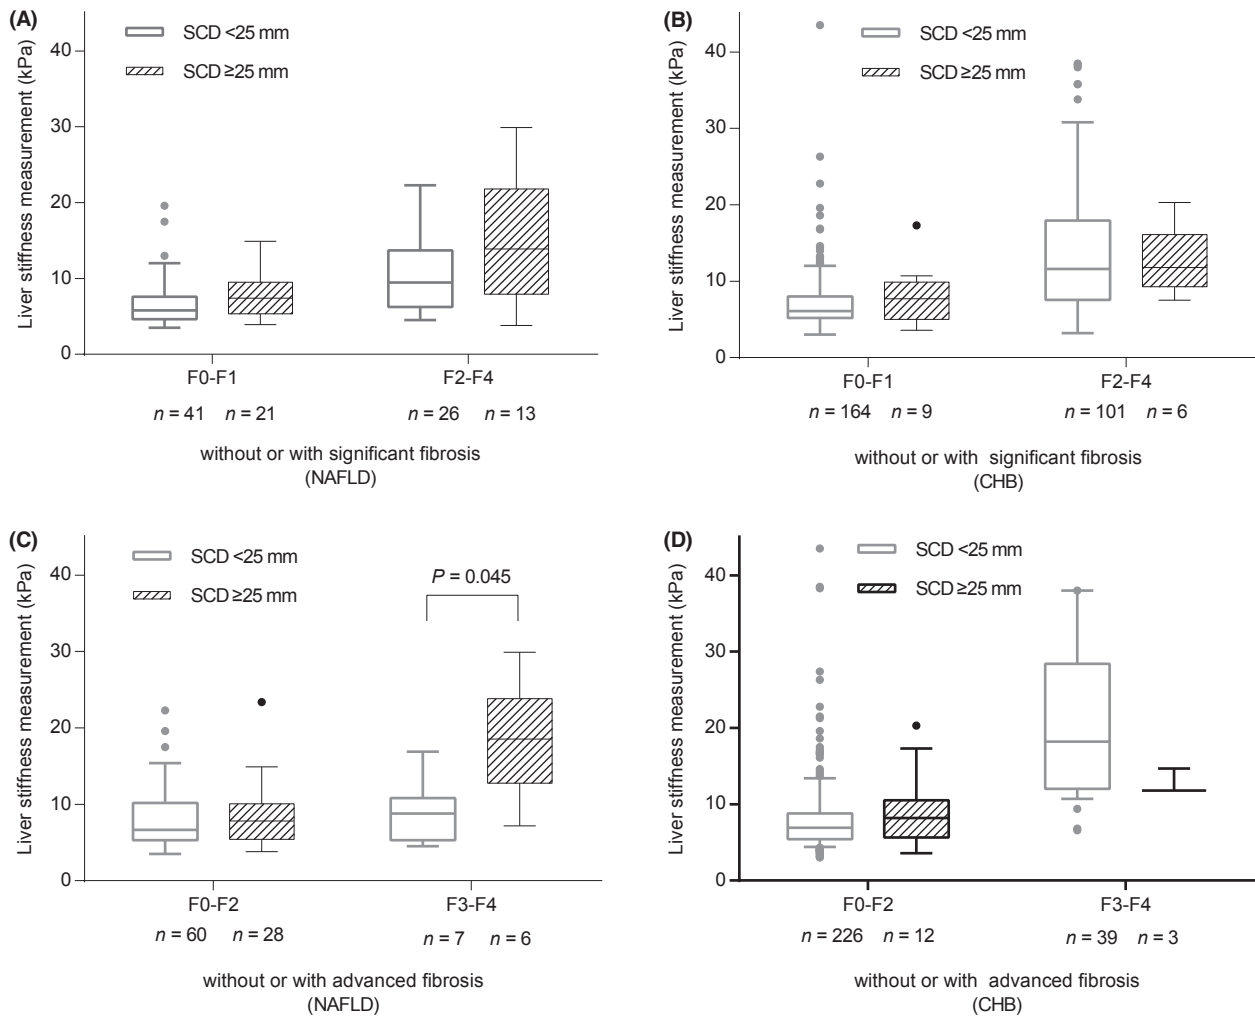 (A)
SCD <25 mm
SCD ≥25 mm
Liver stiffness measurement (kPa)
40
30
20
10
0
F0-F1 F2-F4
n = 41 n = 21 n = 26 n = 13
without or with significant fibrosis
(NAFLD)
(B)
SCD <25 mm
SCD ≥25 mm
Liver stiffness measurement (kPa)
40
30
20
10
0
F0-F1 F2-F4
n = 164 n = 9 n = 101 n = 6
without or with significant fibrosis
(CHB)
(C)
SCD <25 mm
SCD ≥25 mm
P = 0.045
Liver stiffness measurement (kPa)
40
30
20
10
0
F0-F2 F3-F4
n = 60 n = 28 n = 7 n = 6
without or with advanced fibrosis
(NAFLD)
(D)
SCD <25 mm
SCD ≥25 mm
Liver stiffness measurement (kPa)
40
30
20
10
0
F0-F2 F3-F4
n = 226 n = 12 n = 39 n = 3
without or with advanced fibrosis
(CHB)